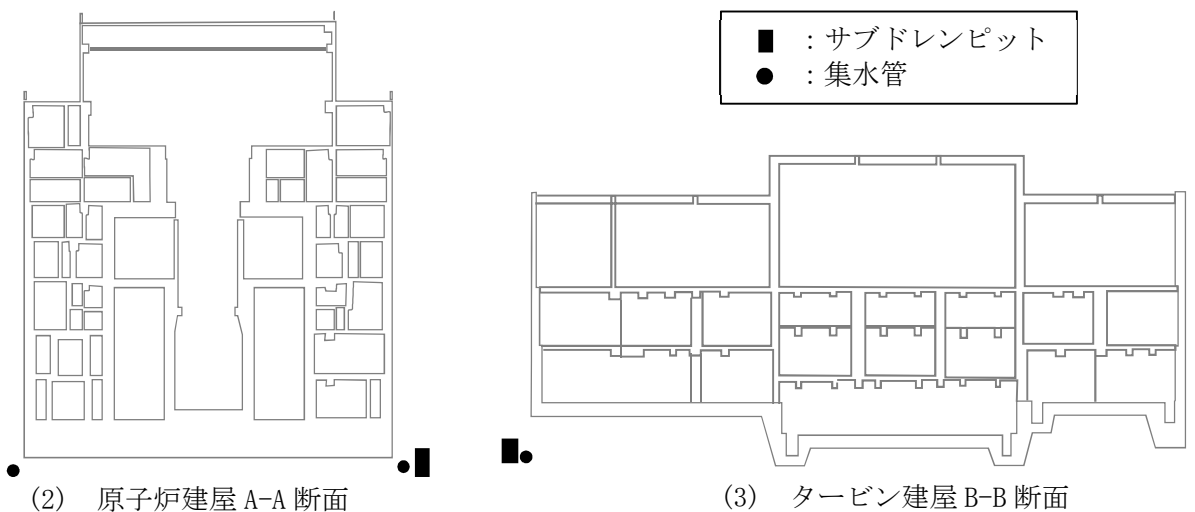 ：サブドレンピット
：集水管
(2) 原子炉建屋 A-A 断面
(3) タービン建屋 B-B 断面